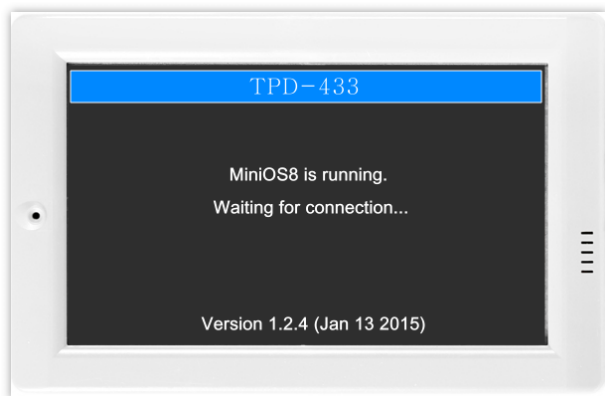 TPD-433
MiniOS8 is running.
Waiting for connection...
Version 1.2.4 (Jan 13 2015)